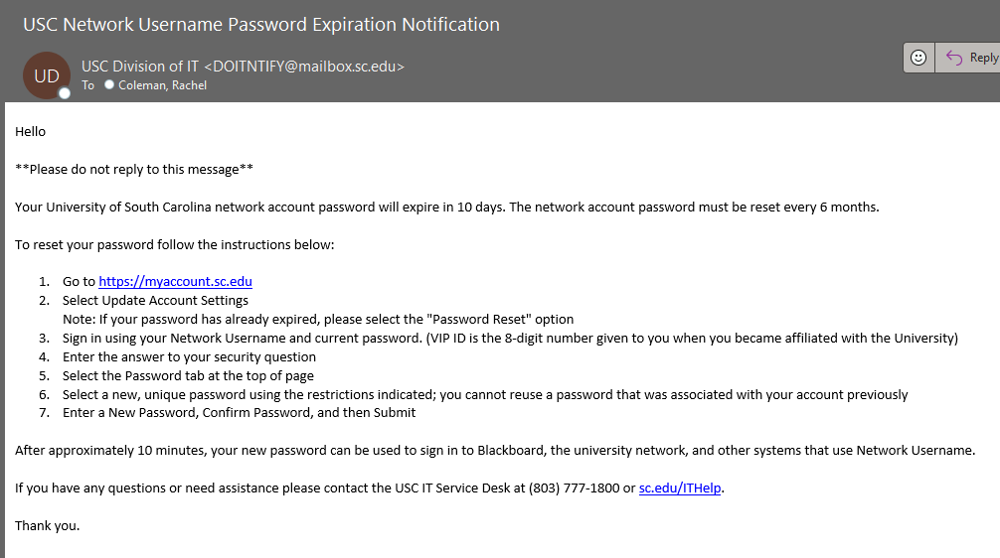 USC Network Username Password Expiration Notification
UD
USC Division of IT <DOITNTIFY@mailbox.sc.edu>
To Coleman, Rachel
Reply
Hello
**Please do not reply to this message**
Your University of South Carolina network account password will expire in 10 days. The network account password must be reset every 6 months.
To reset your password follow the instructions below:
1. Go to https://myaccount.sc.edu
2. Select Update Account Settings
Note: If your password has already expired, please select the "Password Reset" option
3. Sign in using your Network Username and current password. (VIP ID is the 8-digit number given to you when you became affiliated with the University)
4. Enter the answer to your security question
5. Select the Password tab at the top of page
6. Select a new, unique password using the restrictions indicated; you cannot reuse a password that was associated with your account previously
7. Enter a New Password, Confirm Password, and then Submit
After approximately 10 minutes, your new password can be used to sign in to Blackboard, the university network, and other systems that use Network Username.
If you have any questions or need assistance please contact the USC IT Service Desk at (803) 777-1800 or sc.edu/ITHelp.
Thank you.